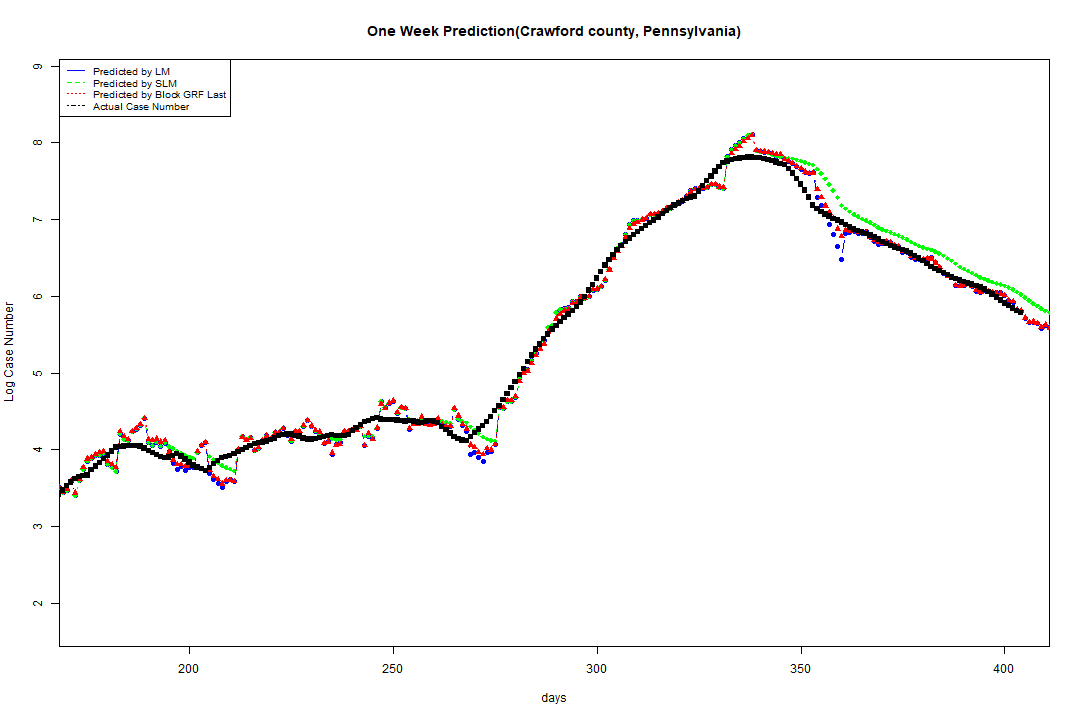 One Week Prediction(Crawford county, Pennsylvania)
Predicted by LM
Predicted by SLM
Predicted by Block GRF Last
Actual Case Number
Log Case Number
9
8
7
6
5
4
3
2
200 250 300 350 400
days